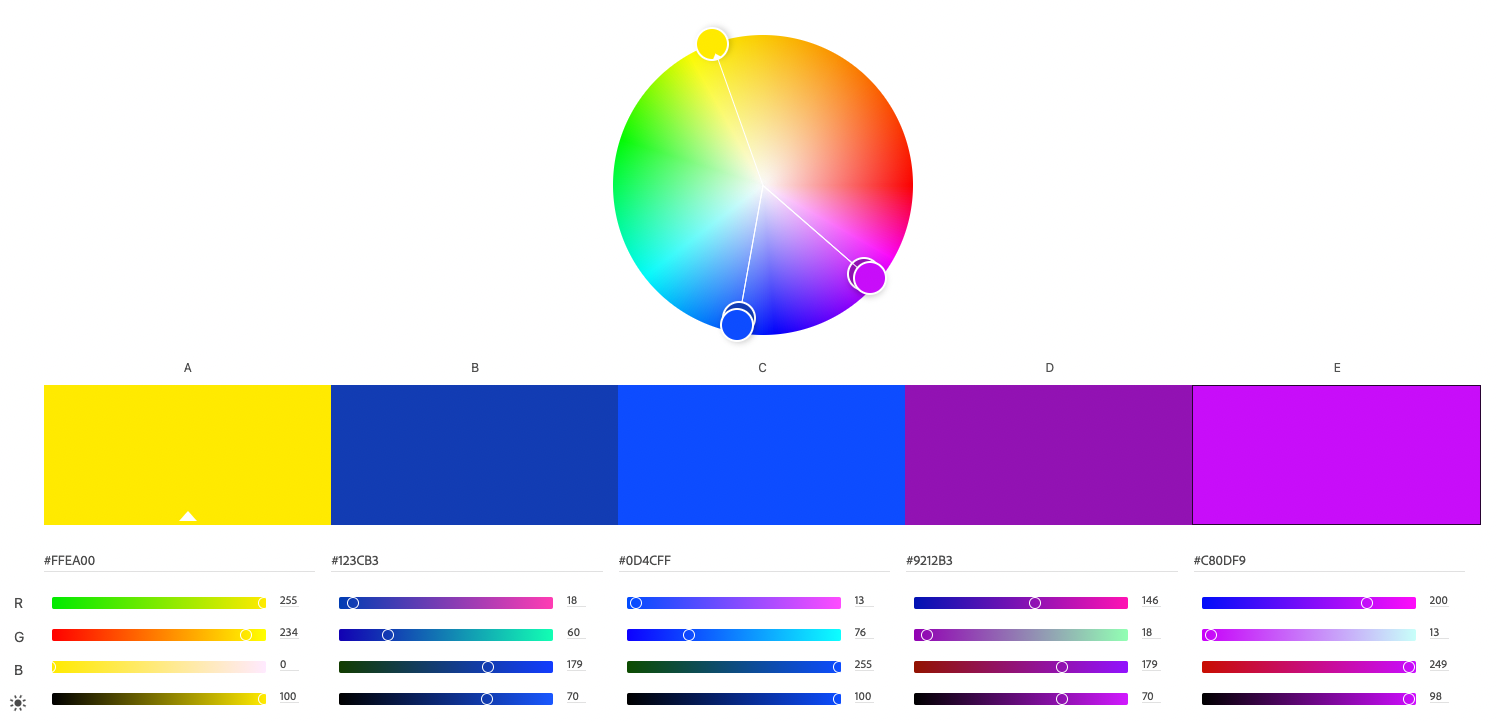 A B C D E
#FFEA00 #123CB3 #0D4CFF #9212B3 #C80DF9
R 255 18 13 146 200
G 234 60 76 18 13
B 0 179 255 179 249
100 70 100 70 98